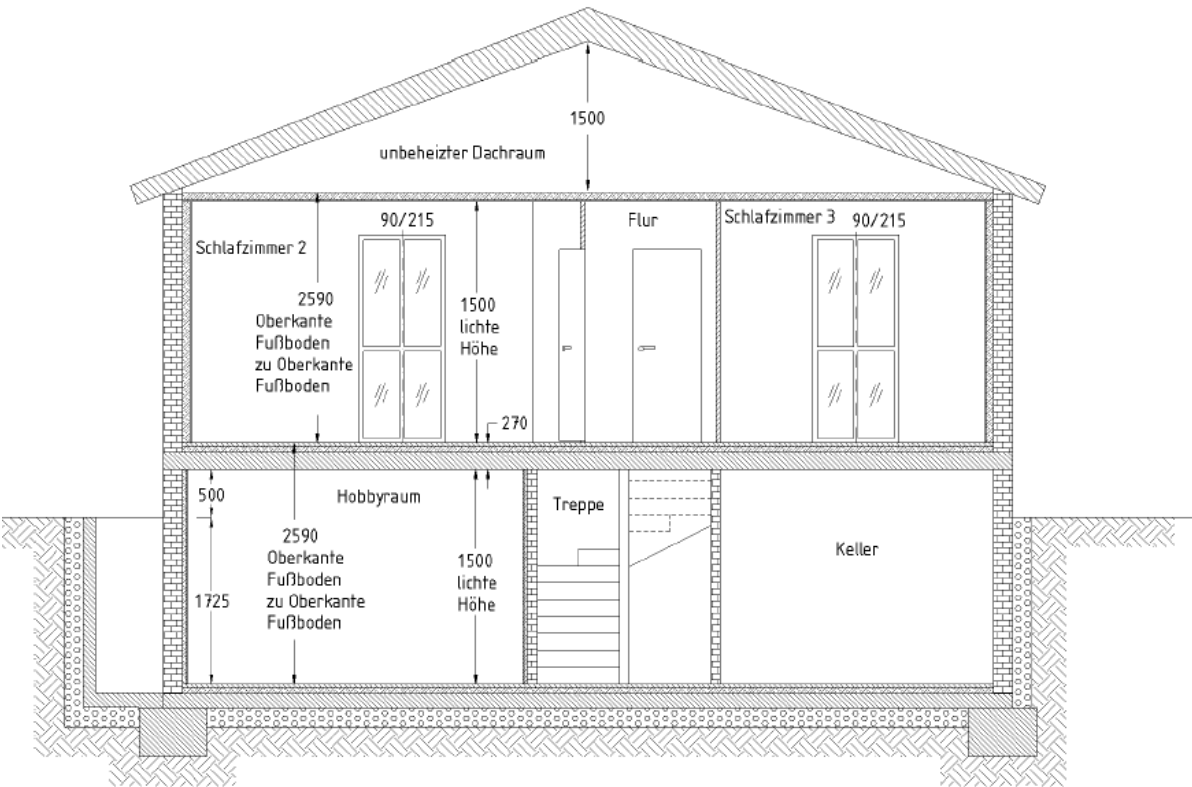 1500
unbeheizter Dachraum
90/215
Flur
Schlafzimmer 3
90/215
Schlafzimmer 2
2590
Oberkante
Fußboden
zu Oberkante
Fußboden
1500
lichte
Höhe
270
500
Hobbyraum
Treppe
2590
Oberkante
Fußboden
zu Oberkante
Fußboden
1500
lichte
Höhe
Keller
1725